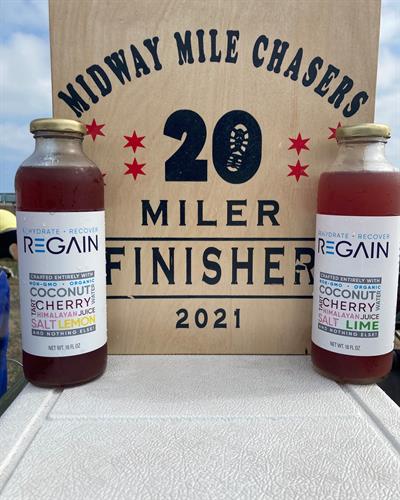 MIDWAY MILE CHASERS
20
MILER
FINISHER
2021
REHYDRATE • RECOVER
REGAIN
CRAFTED ENTIRELY WITH
NON-GMO • ORGANIC
COCONUT
TART CHERRY WATER
HIMALAYAN JUICE
SALT LEMON
AND NOTHING ELSE!
NET WT. 16 FL OZ
REHYDRATE • RECOVER
REGAIN
CRAFTED ENTIRELY WITH
NON-GMO • ORGANIC
COCONUT
TART CHERRY WATER
HIMALAYAN JUICE
SALT LIME
AND NOTHING ELSE!
NET WT. 16 FL OZ